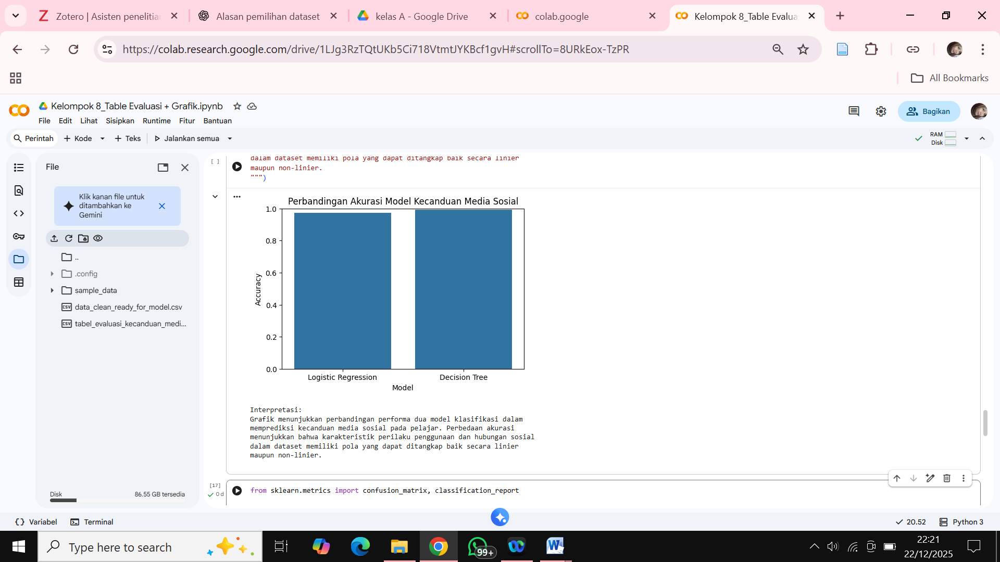 Zotero | Asisten penelitian
Alasan pemilihan dataset
kelas A - Google Drive
colab.google
Kelompok 8_Table Evalua
https://colab.research.google.com/drive/1LJg3RzTQtUKb5Ci718VtmtJYKBcf1gvH#scrollTo=8URkEox-TzPR
All Bookmarks
Kelompok 8_Table Evaluasi + Grafik.ipynb
File Edit Lihat Sisipkan Runtime Fitur Bantuan
Bagikan
Perintah + Kode + Teks Jalankan semua
RAM
Disk
File
Klik kanan file untuk
ditambahkan ke
Gemini
..
.config
sample_data
CSV data_clean_ready_for_model.csv
CSV tabel_evaluasi_kecanduan_medi...
Disk 86.55 GB tersedia
[ ]
dalam dataset memiliki pola yang dapat ditangkap baik secara linier
maupun non-linier.
""")
Perbandingan Akurasi Model Kecanduan Media Sosial
1.0
0.8
0.6
0.4
0.2
0.0
Accuracy
Logistic Regression Decision Tree
Model
Interpretasi:
Grafik menunjukkan perbandingan performa dua model klasifikasi dalam
memprediksi kecanduan media sosial pada pelajar. Perbedaan akurasi
menunjukkan bahwa karakteristik perilaku penggunaan dan hubungan sosial
dalam dataset memiliki pola yang dapat ditangkap baik secara linier
maupun non-linier.
[17]
0 d
from sklearn.metrics import confusion_matrix, classification_report
Variabel Terminal
20.52 Python 3
Type here to search
99+
22:21
22/12/2025